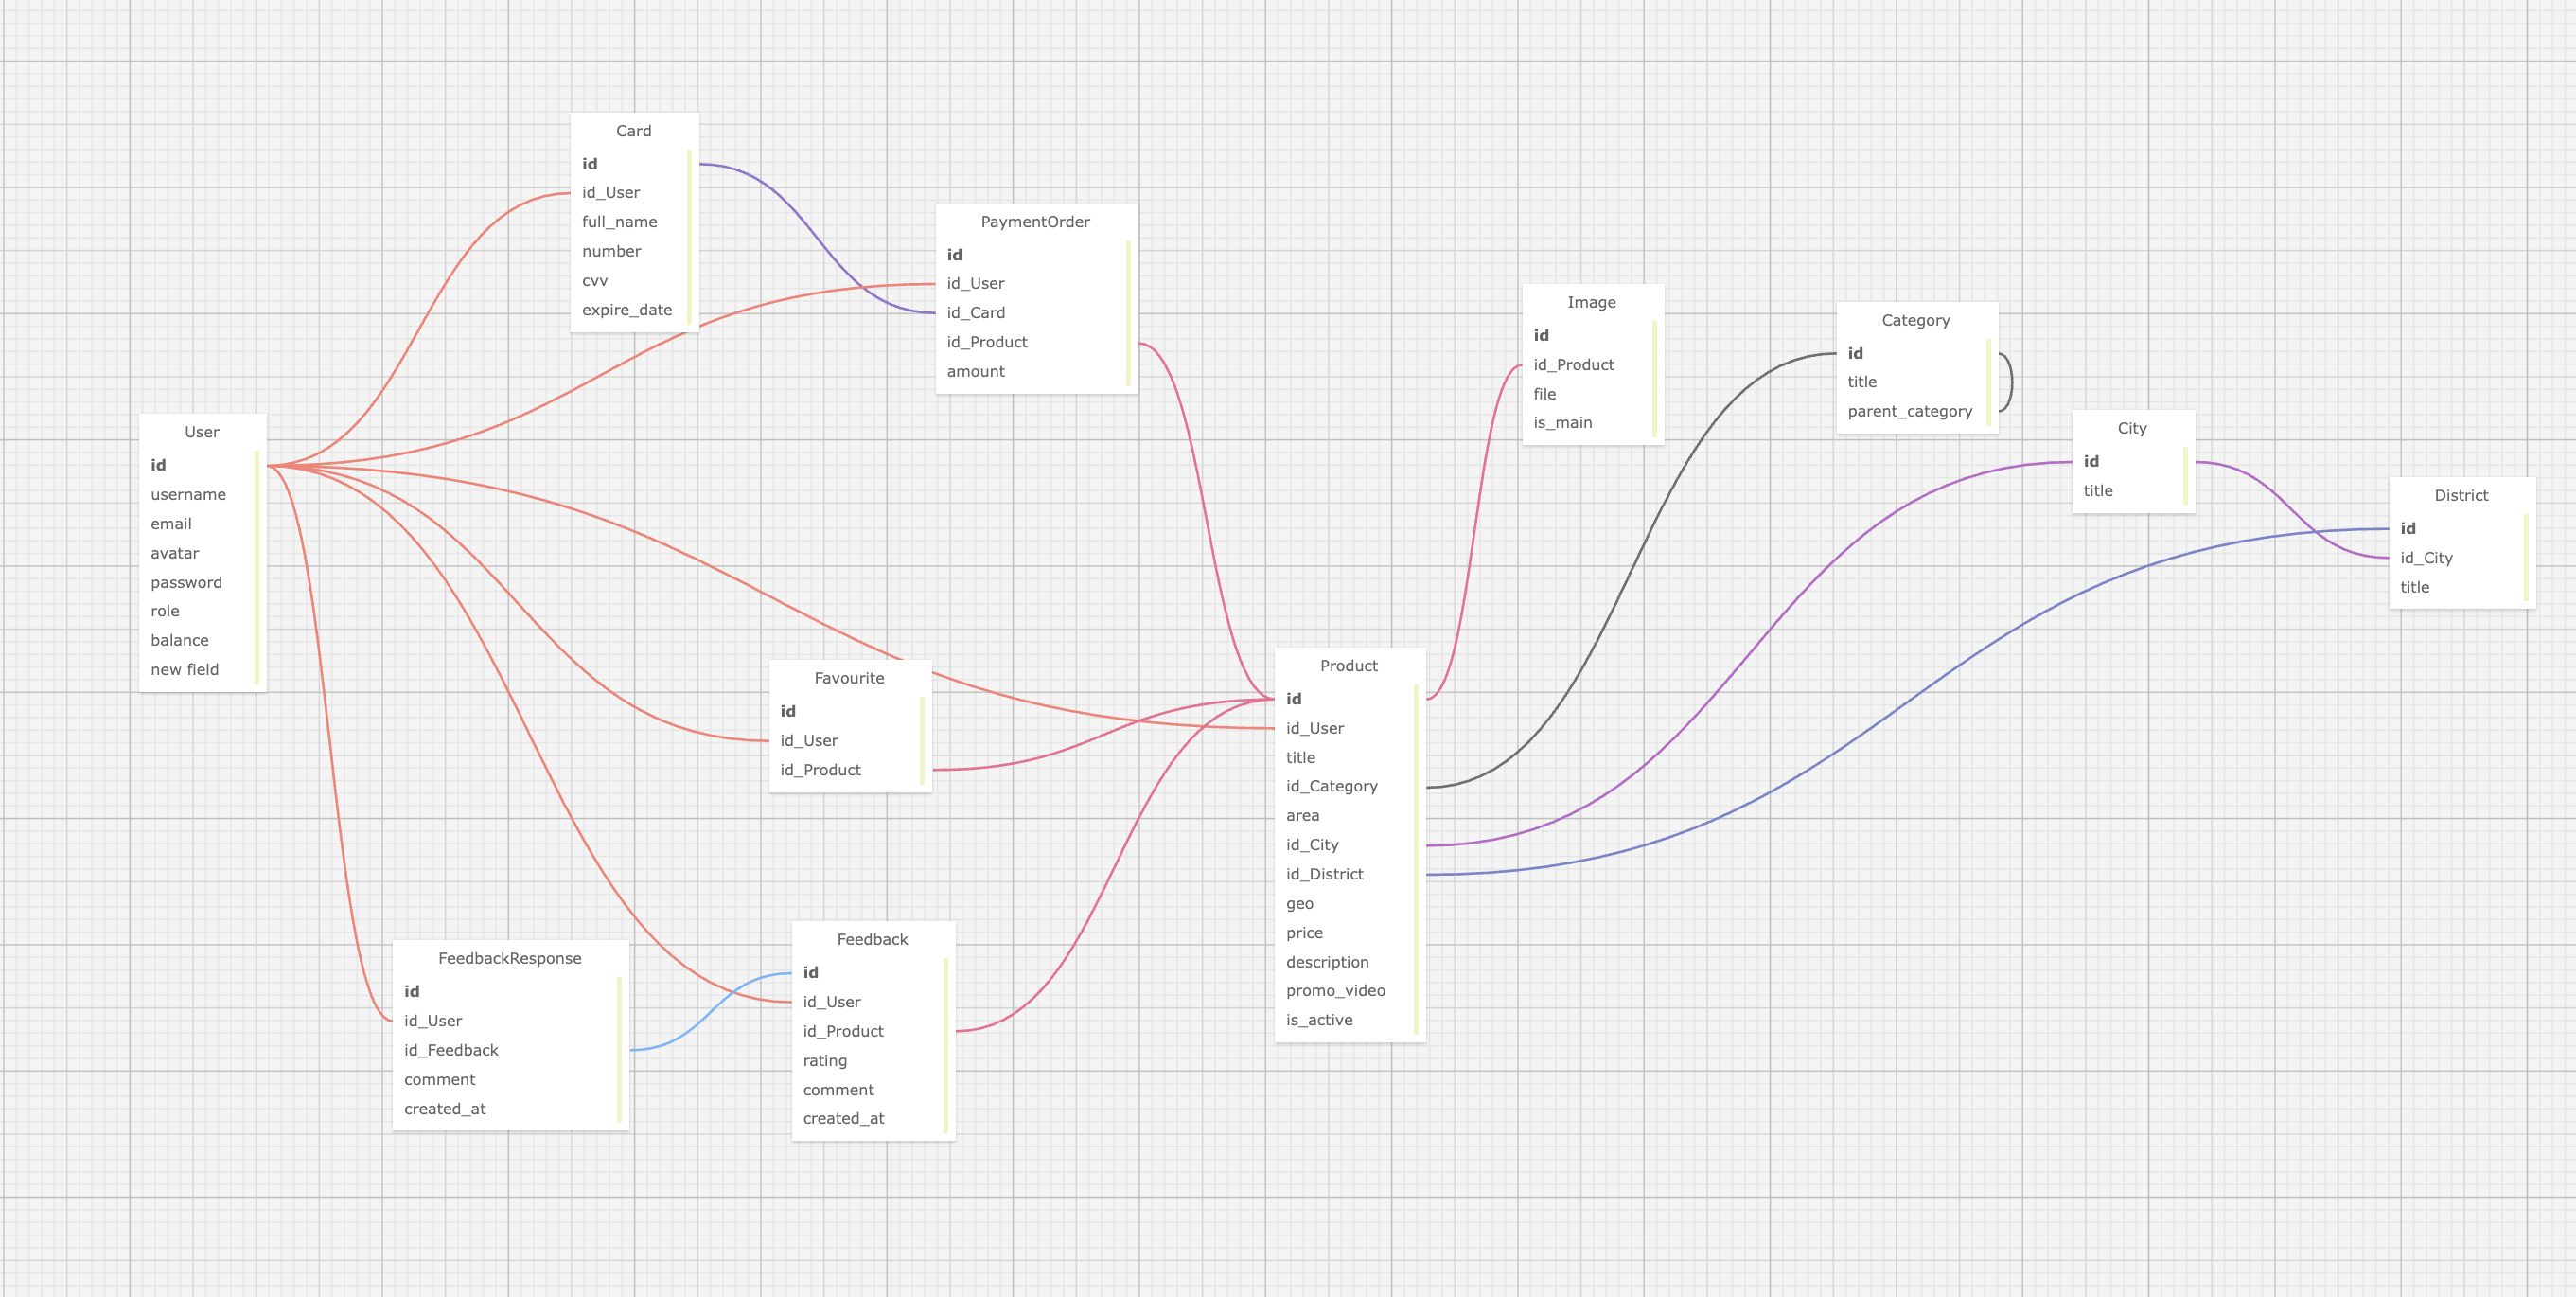 Card
id
id_User
full_name
number
cvv
expire_date
PaymentOrder
id
id_User
id_Card
id_Product
amount
Image
id
id_Product
file
is_main
Category
id
title
parent_category
City
id
title
District
id
id_City
title
User
id
username
email
avatar
password
role
balance
new field
Favourite
id
id_User
id_Product
Product
id
id_User
title
id_Category
area
id_City
id_District
geo
price
description
promo_video
is_active
FeedbackResponse
id
id_User
id_Feedback
comment
created_at
Feedback
id
id_User
id_Product
rating
comment
created_at